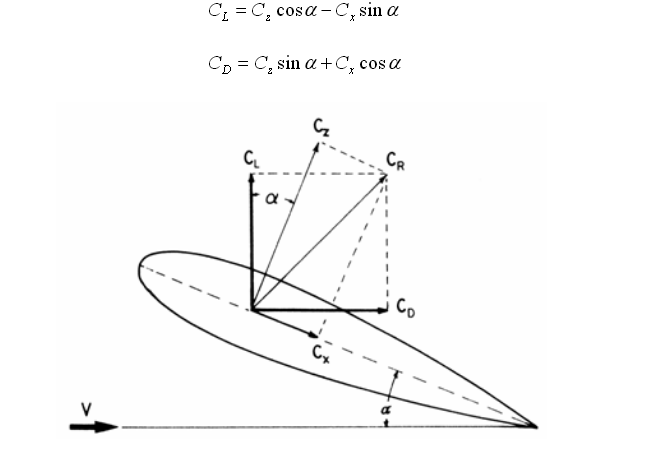 C_L = C_z cos α − C_x sin α
C_D = C_z sin α + C_x cos α
C_Z
C_L C_R
α
C_D
C_X
α
V